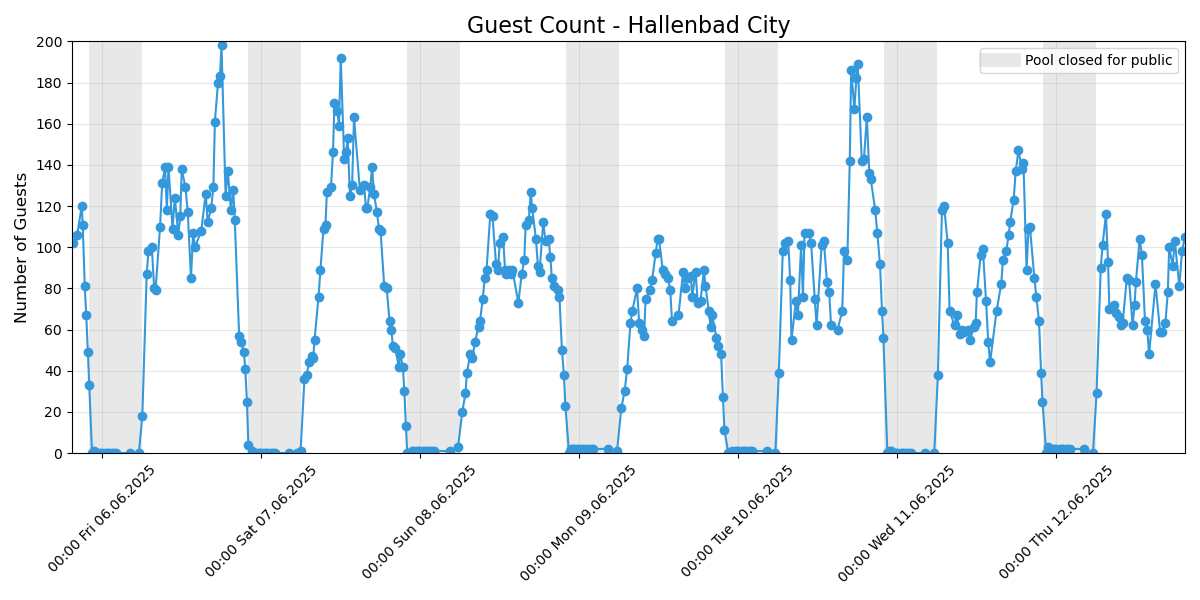 Guest Count - Hallenbad City
Pool closed for public
Number of Guests
200
180
160
140
120
100
80
60
40
20
0
00:00 Fri 06.06.2025
00:00 Sat 07.06.2025
00:00 Sun 08.06.2025
00:00 Mon 09.06.2025
00:00 Tue 10.06.2025
00:00 Wed 11.06.2025
00:00 Thu 12.06.2025